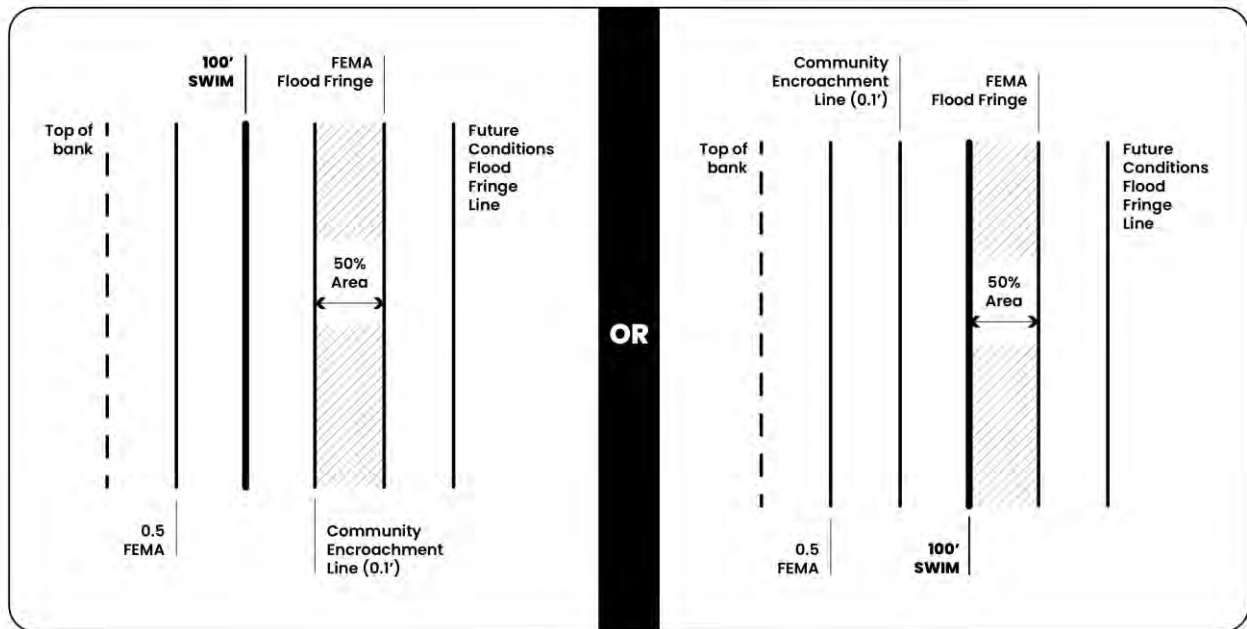 100'
SWIM
FEMA
Flood Fringe
Top of
bank
Future
Conditions
Flood
Fringe
Line
50%
Area
0.5
FEMA
Community
Encroachment
Line (0.1')
OR
Community
Encroachment
Line (0.1')
FEMA
Flood Fringe
Top of
bank
Future
Conditions
Flood
Fringe
Line
50%
Area
0.5
FEMA
100'
SWIM